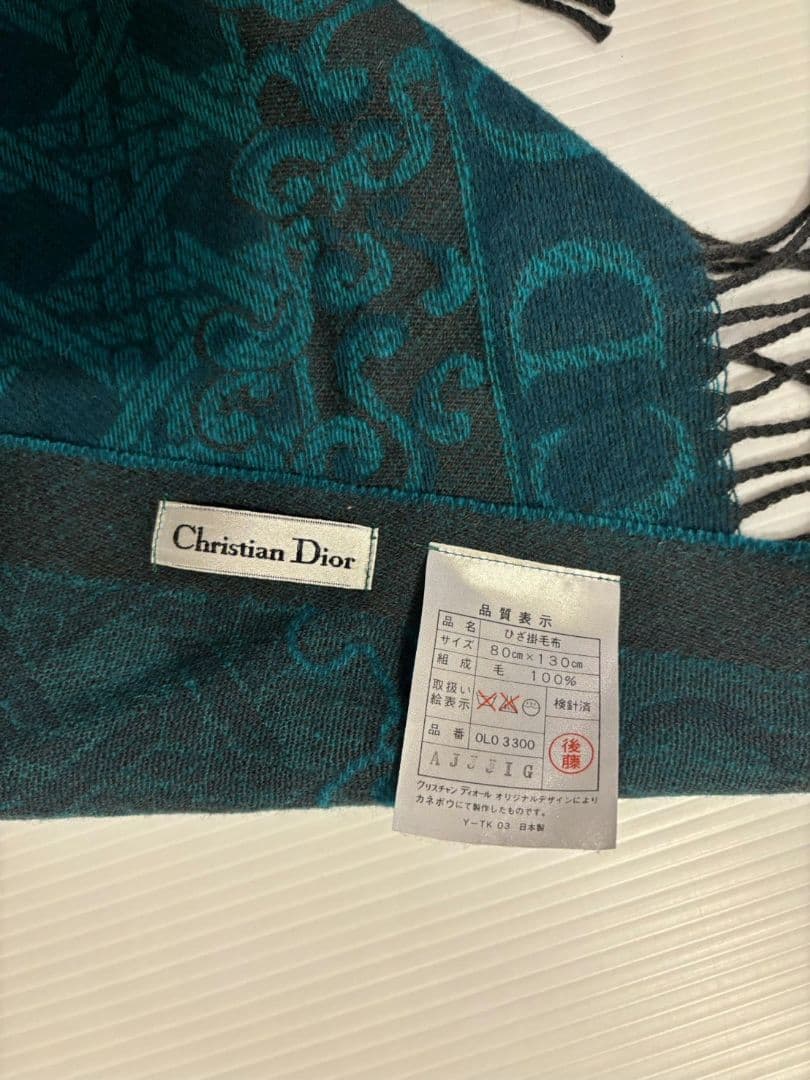 CD
Christian Dior
品質表示
品名 ひざ掛毛布
サイズ 80㎝×130㎝
組成 毛 100%
取扱い絵表示 検針済
品番 OLO 3300 後藤
AJJJIG
クリスチャン ディオール オリジナルデザインにより
カネボウにて製作したものです。
Y-TK 03 日本製